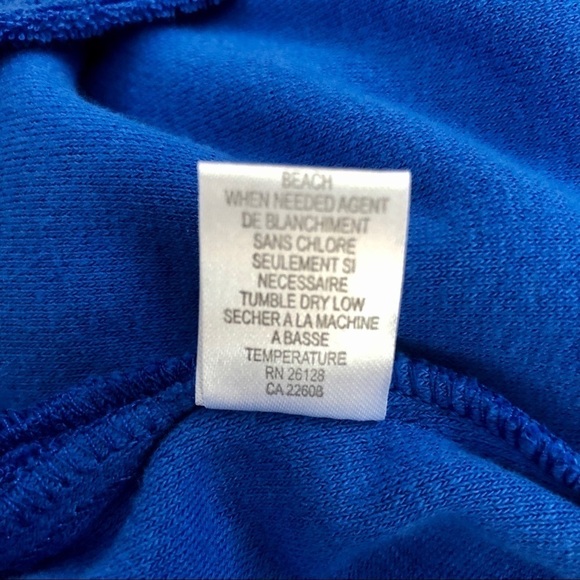 BEACH
WHEN NEEDED AGENT
DE BLANCHIMENT
SANS CHLORE
SEULEMENT SI
NECESSAIRE
TUMBLE DRY LOW
SECHER A LA MACHINE
A BASSE
TEMPERATURE
RN 26128
CA 22608